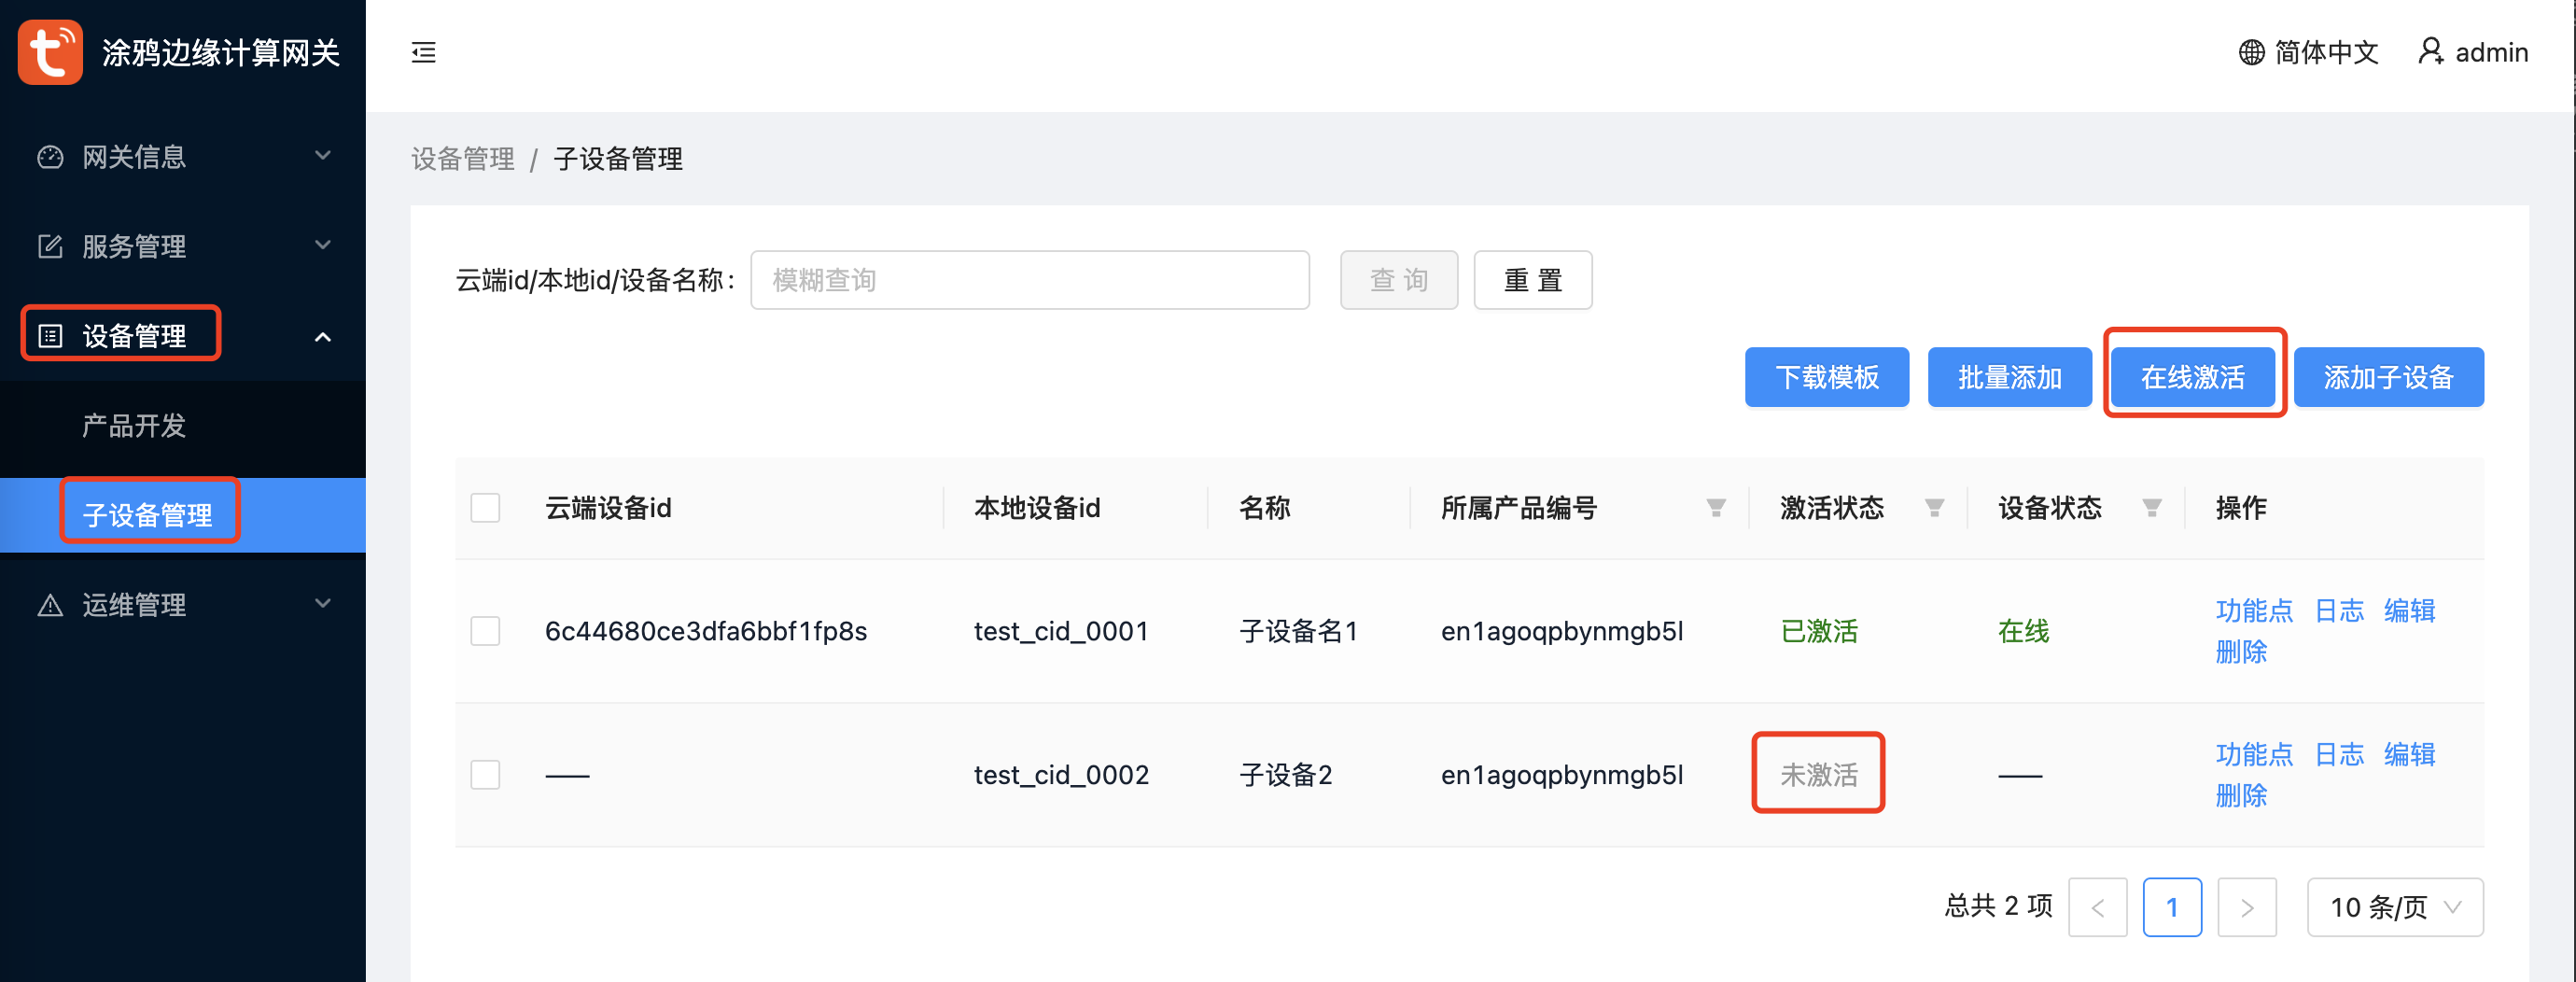 涂鸦边缘计算网关
简体中文 admin
网关信息
服务管理
设备管理
产品开发
子设备管理
运维管理
设备管理 / 子设备管理
云端id/本地id/设备名称: 模糊查询 查 询 重 置
下载模板 批量添加 在线激活 添加子设备
云端设备id 本地设备id 名称 所属产品编号 激活状态 设备状态 操作
6c44680ce3dfa6bbf1fp8s test_cid_0001 子设备名1 en1agoqpbynmgb5l 已激活 在线 功能点 日志 编辑
删除
—— test_cid_0002 子设备2 en1agoqpbynmgb5l 未激活 —— 功能点 日志 编辑
删除
总共 2 项 < 1 > 10 条/页